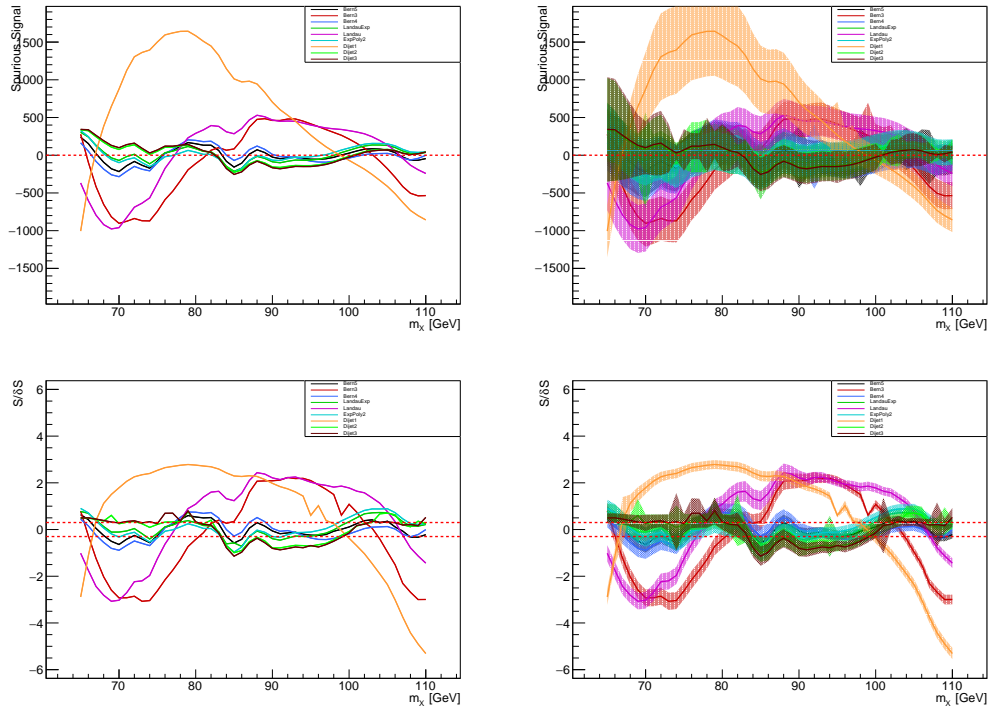 Spurious Signal
1500
1000
500
0
−500
−1000
−1500
70 80 90 100 110
m_X [GeV]
Bern5
Bern3
Bern4
LandauExp
Landau
ExpPoly2
Dijet1
Dijet2
Dijet3
Spurious Signal
1500
1000
500
0
−500
−1000
−1500
70 80 90 100 110
m_X [GeV]
Bern5
Bern3
Bern4
LandauExp
Landau
ExpPoly2
Dijet1
Dijet2
Dijet3
S/δS
6
4
2
0
−2
−4
−6
70 80 90 100 110
m_X [GeV]
Bern5
Bern3
Bern4
LandauExp
Landau
ExpPoly2
Dijet1
Dijet2
Dijet3
S/δS
6
4
2
0
−2
−4
−6
70 80 90 100 110
m_X [GeV]
Bern5
Bern3
Bern4
LandauExp
Landau
ExpPoly2
Dijet1
Dijet2
Dijet3